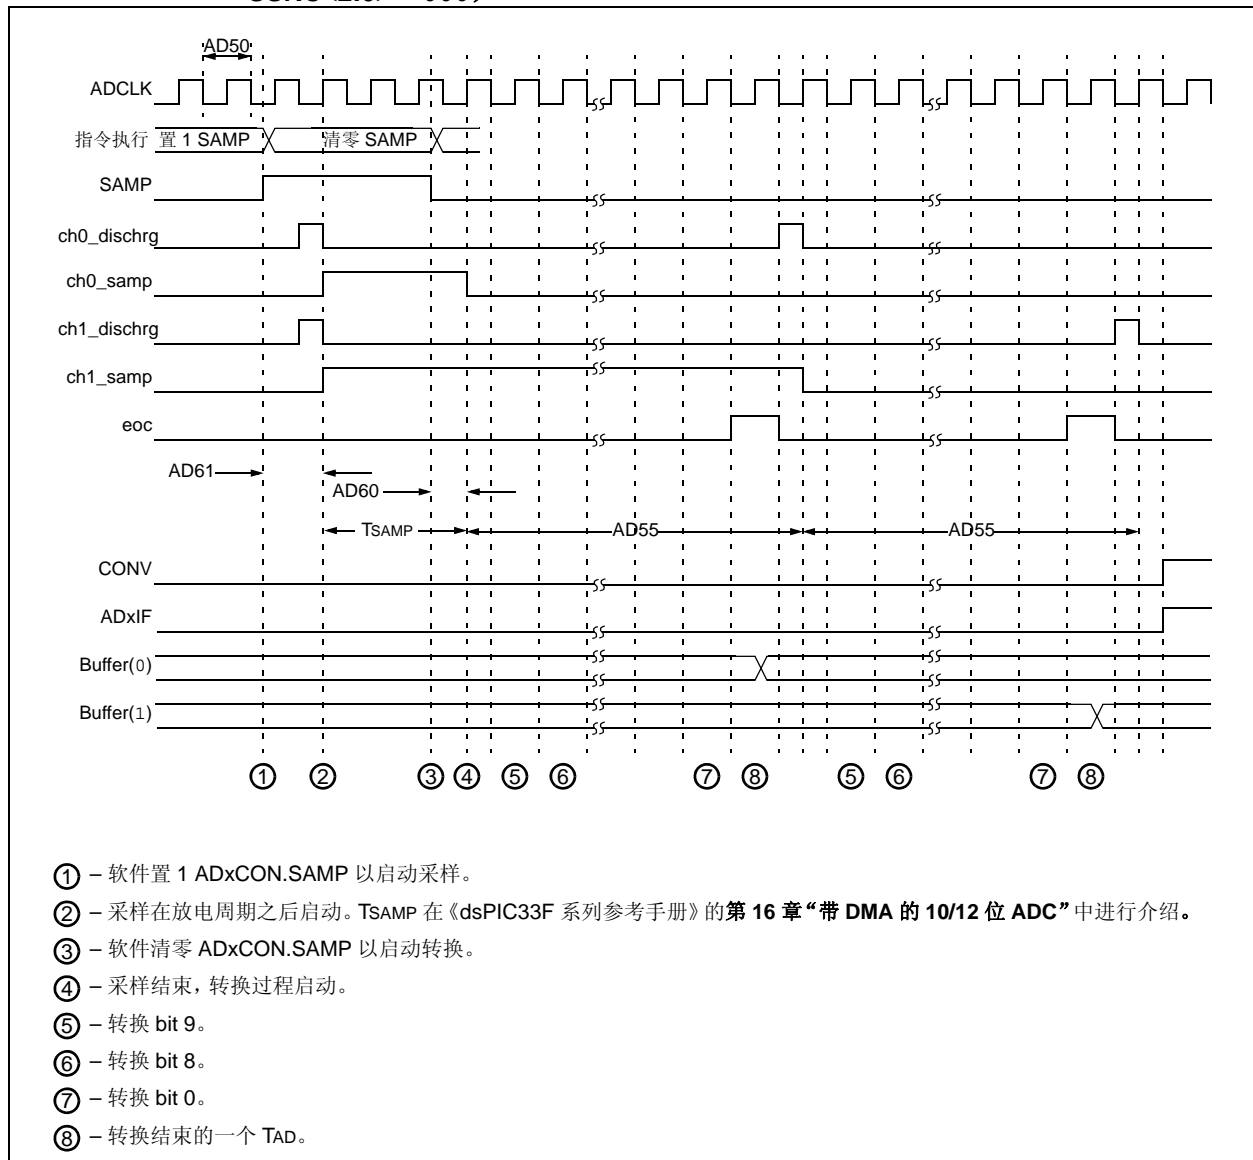 AD50
ADCLK
指令执行 置 1 SAMP 清零 SAMP
SAMP
ch0_dischrg
ch0_samp
ch1_dischrg
ch1_samp
eoc
AD61
AD60
TSAMP AD55 AD55
CONV
ADxIF
Buffer(0)
Buffer(1)
① ② ③ ④ ⑤ ⑥ ⑦ ⑧ ⑤ ⑥ ⑦ ⑧
① – 软件置 1 ADxCON.SAMP 以启动采样。
② – 采样在放电周期之后启动。TSAMP 在《dsPIC33F 系列参考手册》的第 16 章“带 DMA 的 10/12 位 ADC”中进行介绍。
③ – 软件清零 ADxCON.SAMP 以启动转换。
④ – 采样结束，转换过程启动。
⑤ – 转换 bit 9。
⑥ – 转换 bit 8。
⑦ – 转换 bit 0。
⑧ – 转换结束的一个 TAD。